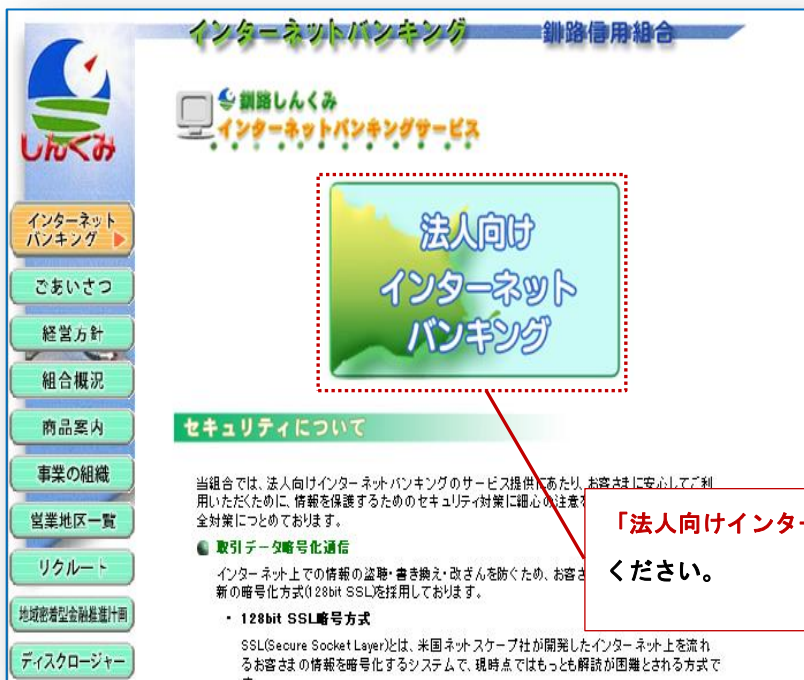 インターネットバンキング 釧路信用組合
しんくみ
釧路しんくみ
インターネットバンキングサービス
法人向け
インターネット
バンキング
インターネット
バンキング
ごあいさつ
経営方針
組合概況
商品案内
事業の組織
営業地区一覧
リクルート
地域密着型金融推進計画
ディスクロージャー
セキュリティについて
当組合では、法人向けインターネットバンキングのサービス提供にあたり、お客さまに安心してご利
用いただくために、情報を保護するためのセキュリティ対策に細心の注意を
全対策につとめております。
取引データ暗号化通信
インターネット上での情報の盗聴・書き換え・改ざんを防ぐため、お客さ
新の暗号化方式(128bit SSL)を採用しております。
・ 128bit SSL暗号方式
SSL(Secure Socket Layer)とは、米国ネットスケープ社が開発したインターネット上を流れ
るお客さまの情報を暗号化するシステムで、現時点ではもっとも解読が困難とされる方式で
「法人向けインター
ください。